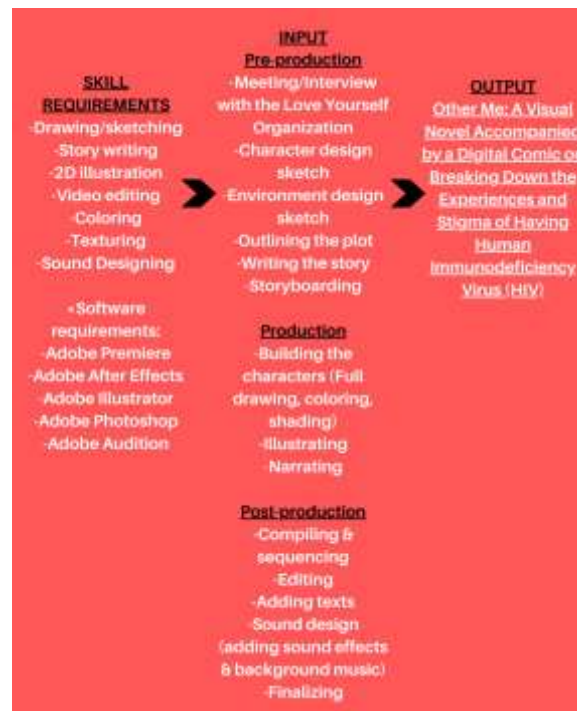 SKILL
REQUIREMENTS
-Drawing/sketching
-Story writing
-2D illustration
-Video editing
-Coloring
-Texturing
-Sound Designing
+Software
requirements:
-Adobe Premiere
-Adobe After Effects
-Adobe Illustrator
-Adobe Photoshop
-Adobe Audition
INPUT
Pre-production
-Meeting/Interview
with the Love Yourself
Organization
-Character design
sketch
-Environment design
sketch
-Outlining the plot
-Writing the story
-Storyboarding
Production
-Building the
characters (Full
drawing, coloring,
shading)
-Illustrating
-Narrating
Post-production
-Compiling &
sequencing
-Editing
-Adding texts
-Sound design
(adding sound effects
& background music)
-Finalizing
OUTPUT
Other Me: A Visual
Novel Accompanied
by a Digital Comic on
Breaking Down the
Experiences and
Stigma of Having
Human
Immunodeficiency
Virus (HIV)